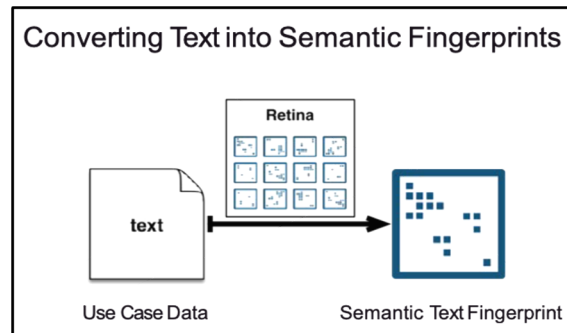 Converting Text into Semantic Fingerprints
Retina
text
Use Case Data
Semantic Text Fingerprint